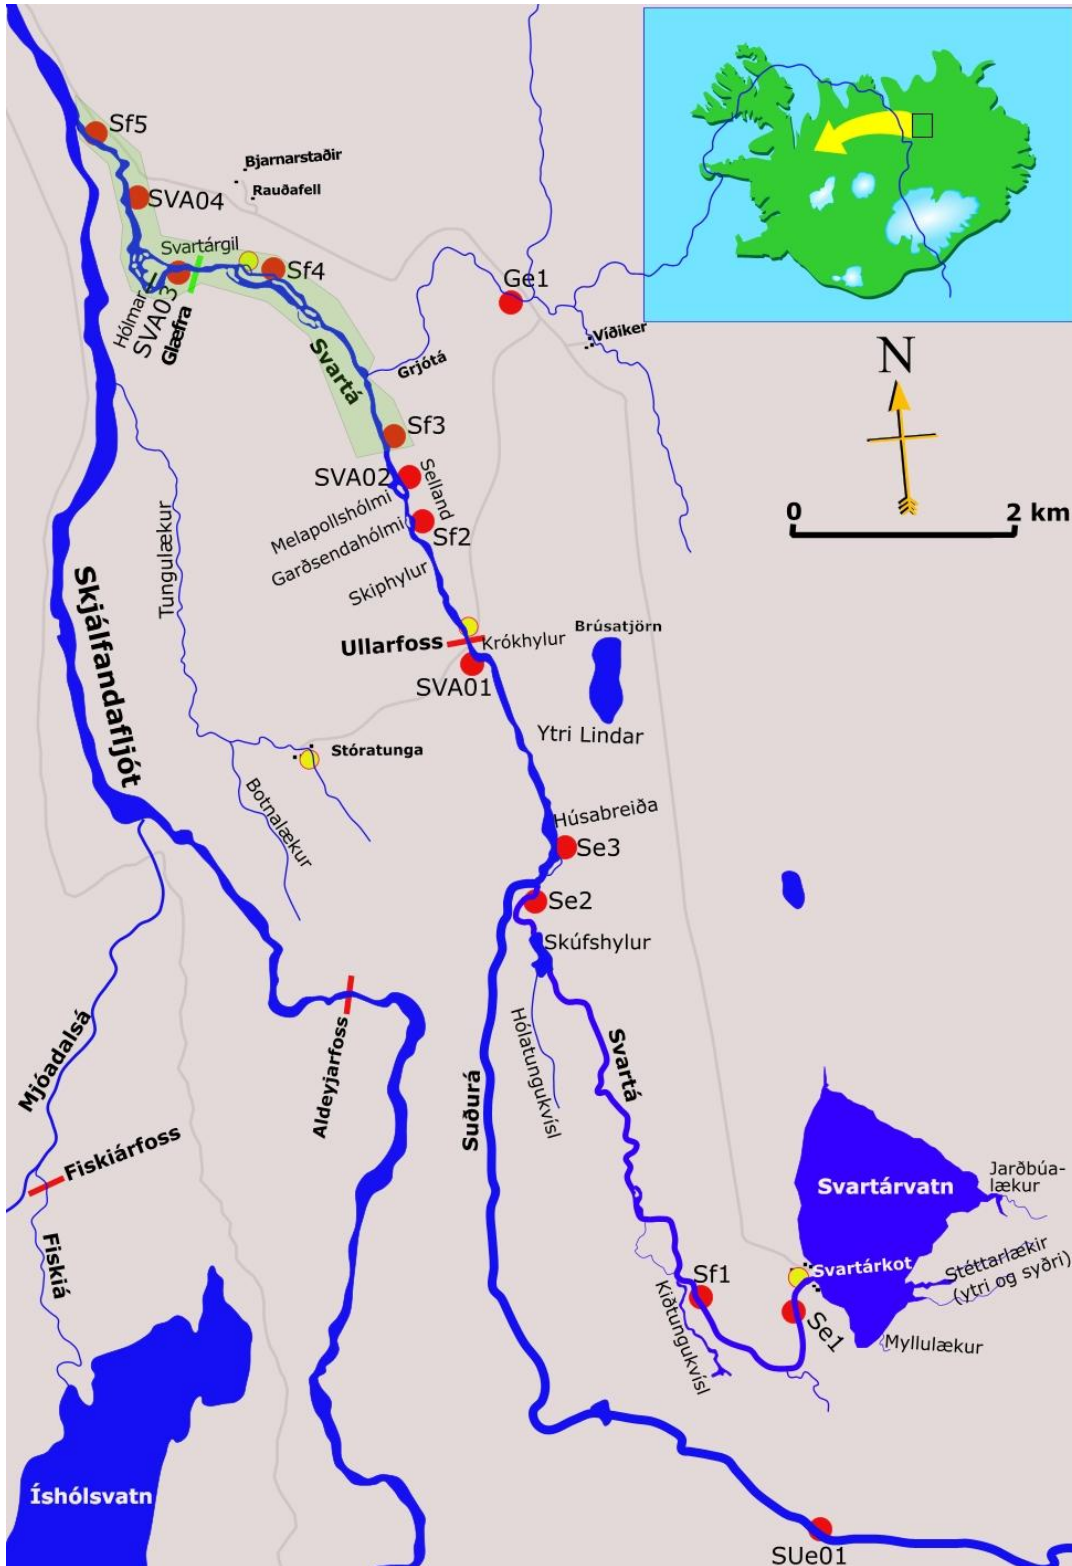 Sf5
Bjarnarstaðir
Rauðafell
SVA04
Svartárgil
Sf4
Ge1
Hólmar
SVA03
Glæfra
Víðiker
N
Svartá
Grjótá
Sf3
SVA02
Selland
0
2 km
Melapollshólmi
Garðsendahólmi
Sf2
Tungulækur
Skiphylur
Skjálfandafljót
Ullarfoss
Krókhylur
Brúsatjörn
SVA01
Ytri Lindar
Stóratunga
Botnalækur
Húsabreiða
Se3
Se2
Skúfshylur
Hólatungukvísl
Svartá
Mjóadalsá
Aldeyjarfoss
Suðurá
Fiskiárfoss
Svartárvatn
Jarðbúa-
lækur
Fiskiá
Svartárkot
Stéttarlækir
(ytri og syðri)
Sf1
Kiðtungukvísl
Se1
Myllulækur
Íshólsvatn
SUe01